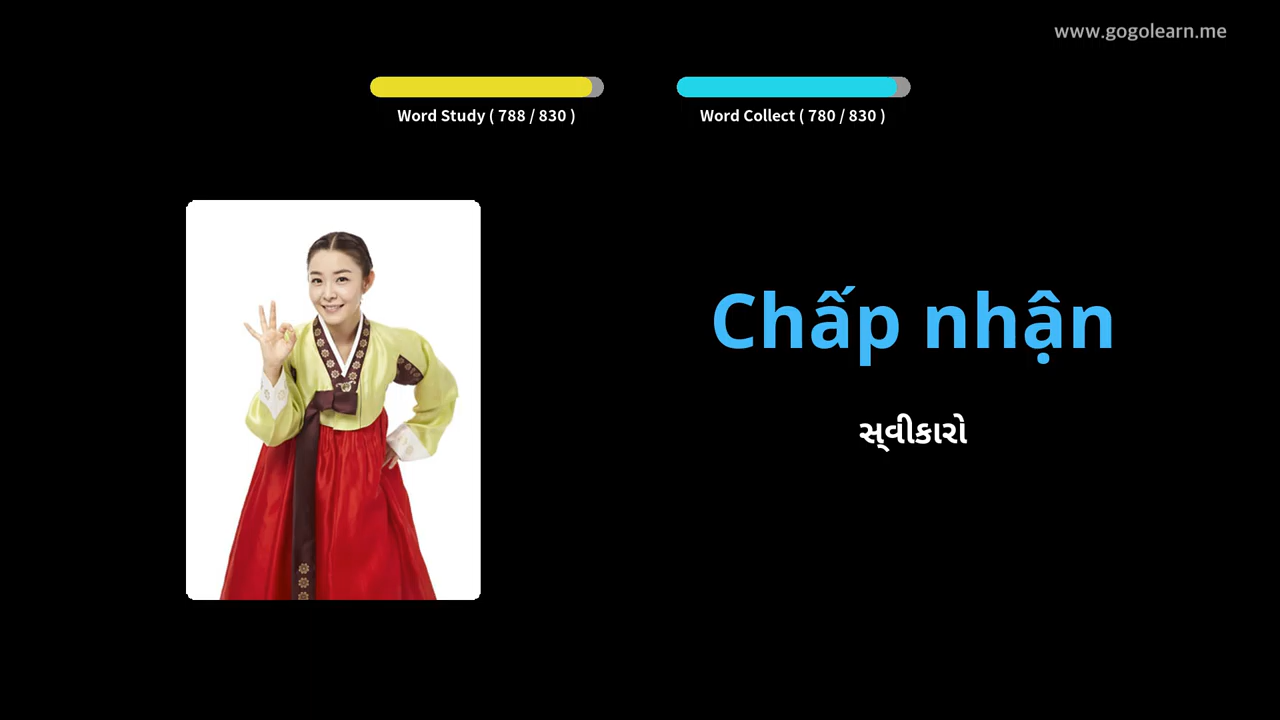 www.gogolearn.me
Word Study ( 788 / 830 )
Word Collect ( 780 / 830 )
Chấp nhận
સ્વીકારો